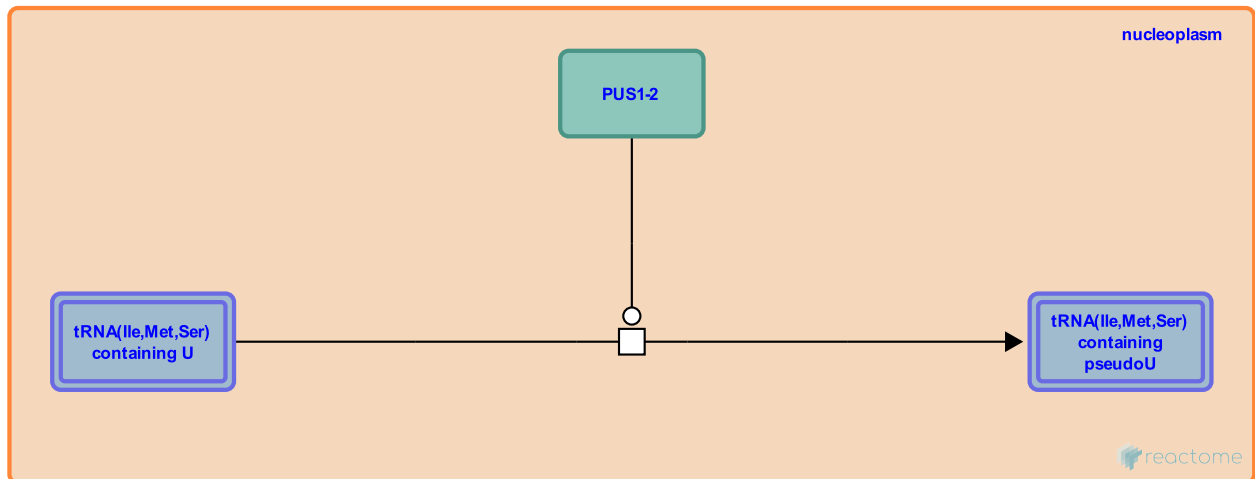 nucleoplasm
PUS1-2
tRNA(Ile,Met,Ser)
containing U
tRNA(Ile,Met,Ser)
containing
pseudoU
reactome